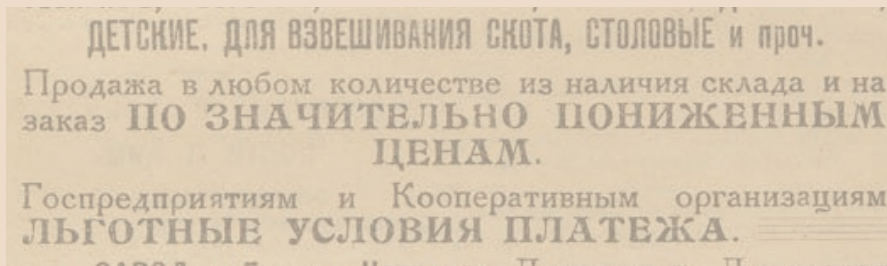 ДЕТСКИЕ, ДЛЯ ВЗВЕШИВАНИЯ СКОТА, СТОЛОВЫЕ и проч.
Продажа в любом количестве из наличия склада и на
заказ ПО ЗНАЧИТЕЛЬНО ПОНИЖЕННЫМ
ЦЕНАМ.
Госпредприятиям и Кооперативным организациям
ЛЬГОТНЫЕ УСЛОВИЯ ПЛАТЕЖА.